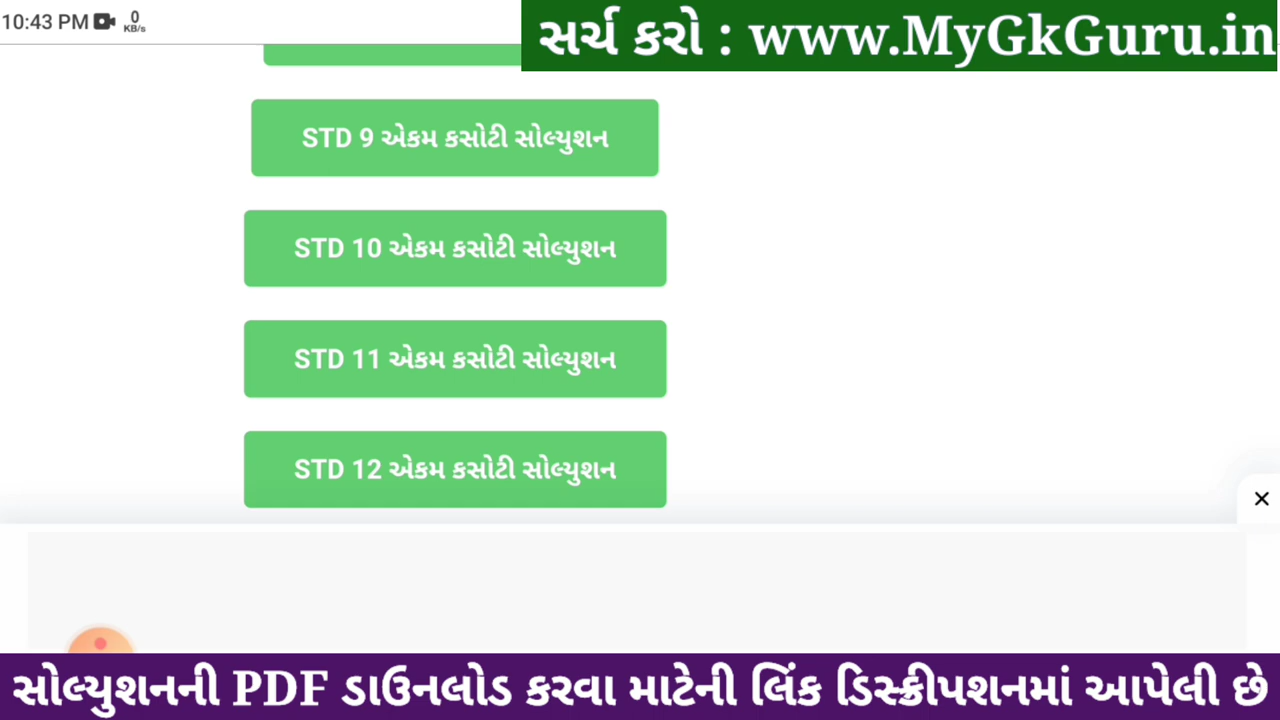 10:43 PM 0 KB/s
સર્ચ કરો : www.MyGkGuru.in
STD 9 એકમ કસોટી સોલ્યુશન
STD 10 એકમ કસોટી સોલ્યુશન
STD 11 એકમ કસોટી સોલ્યુશન
STD 12 એકમ કસોટી સોલ્યુશન
સોલ્યુશનની PDF ડાઉનલોડ કરવા માટેની લિંક ડિસ્ક્રીપશનમાં આપેલી છે